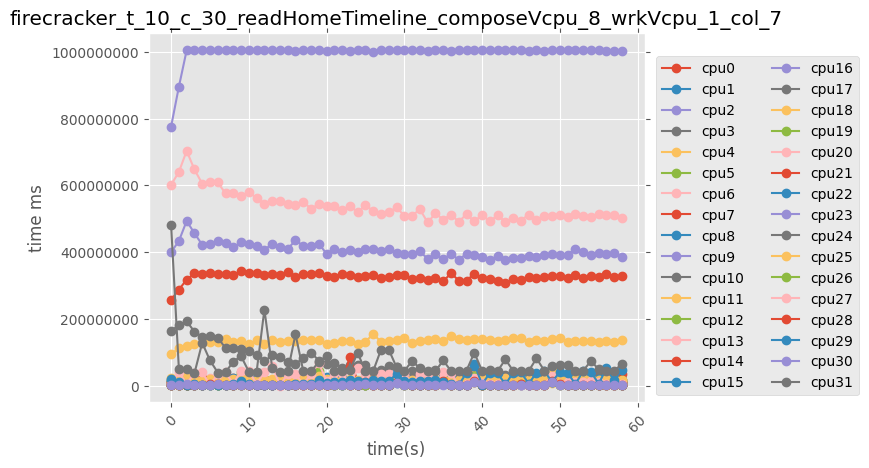 firecracker_t_10_c_30_readHomeTimeline_composeVcpu_8_wrkVcpu_1_col_7
1000000000
800000000
600000000
400000000
200000000
0
time ms
0
10
20
30
40
50
60
time(s)
cpu0
cpu1
cpu2
cpu3
cpu4
cpu5
cpu6
cpu7
cpu8
cpu9
cpu10
cpu11
cpu12
cpu13
cpu14
cpu15
cpu16
cpu17
cpu18
cpu19
cpu20
cpu21
cpu22
cpu23
cpu24
cpu25
cpu26
cpu27
cpu28
cpu29
cpu30
cpu31